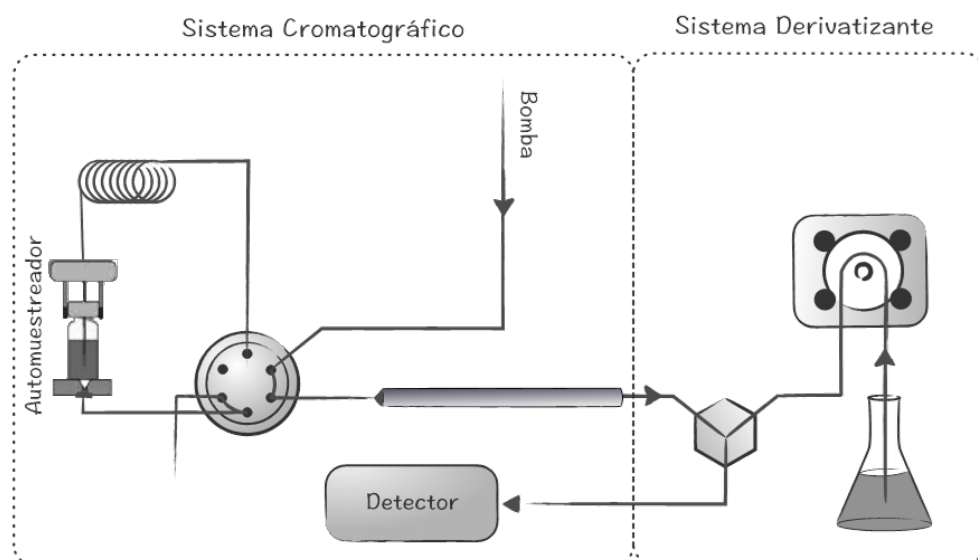 Sistema Cromatográfico
Sistema Derivatizante
Bomba
Automuestreador
Detector